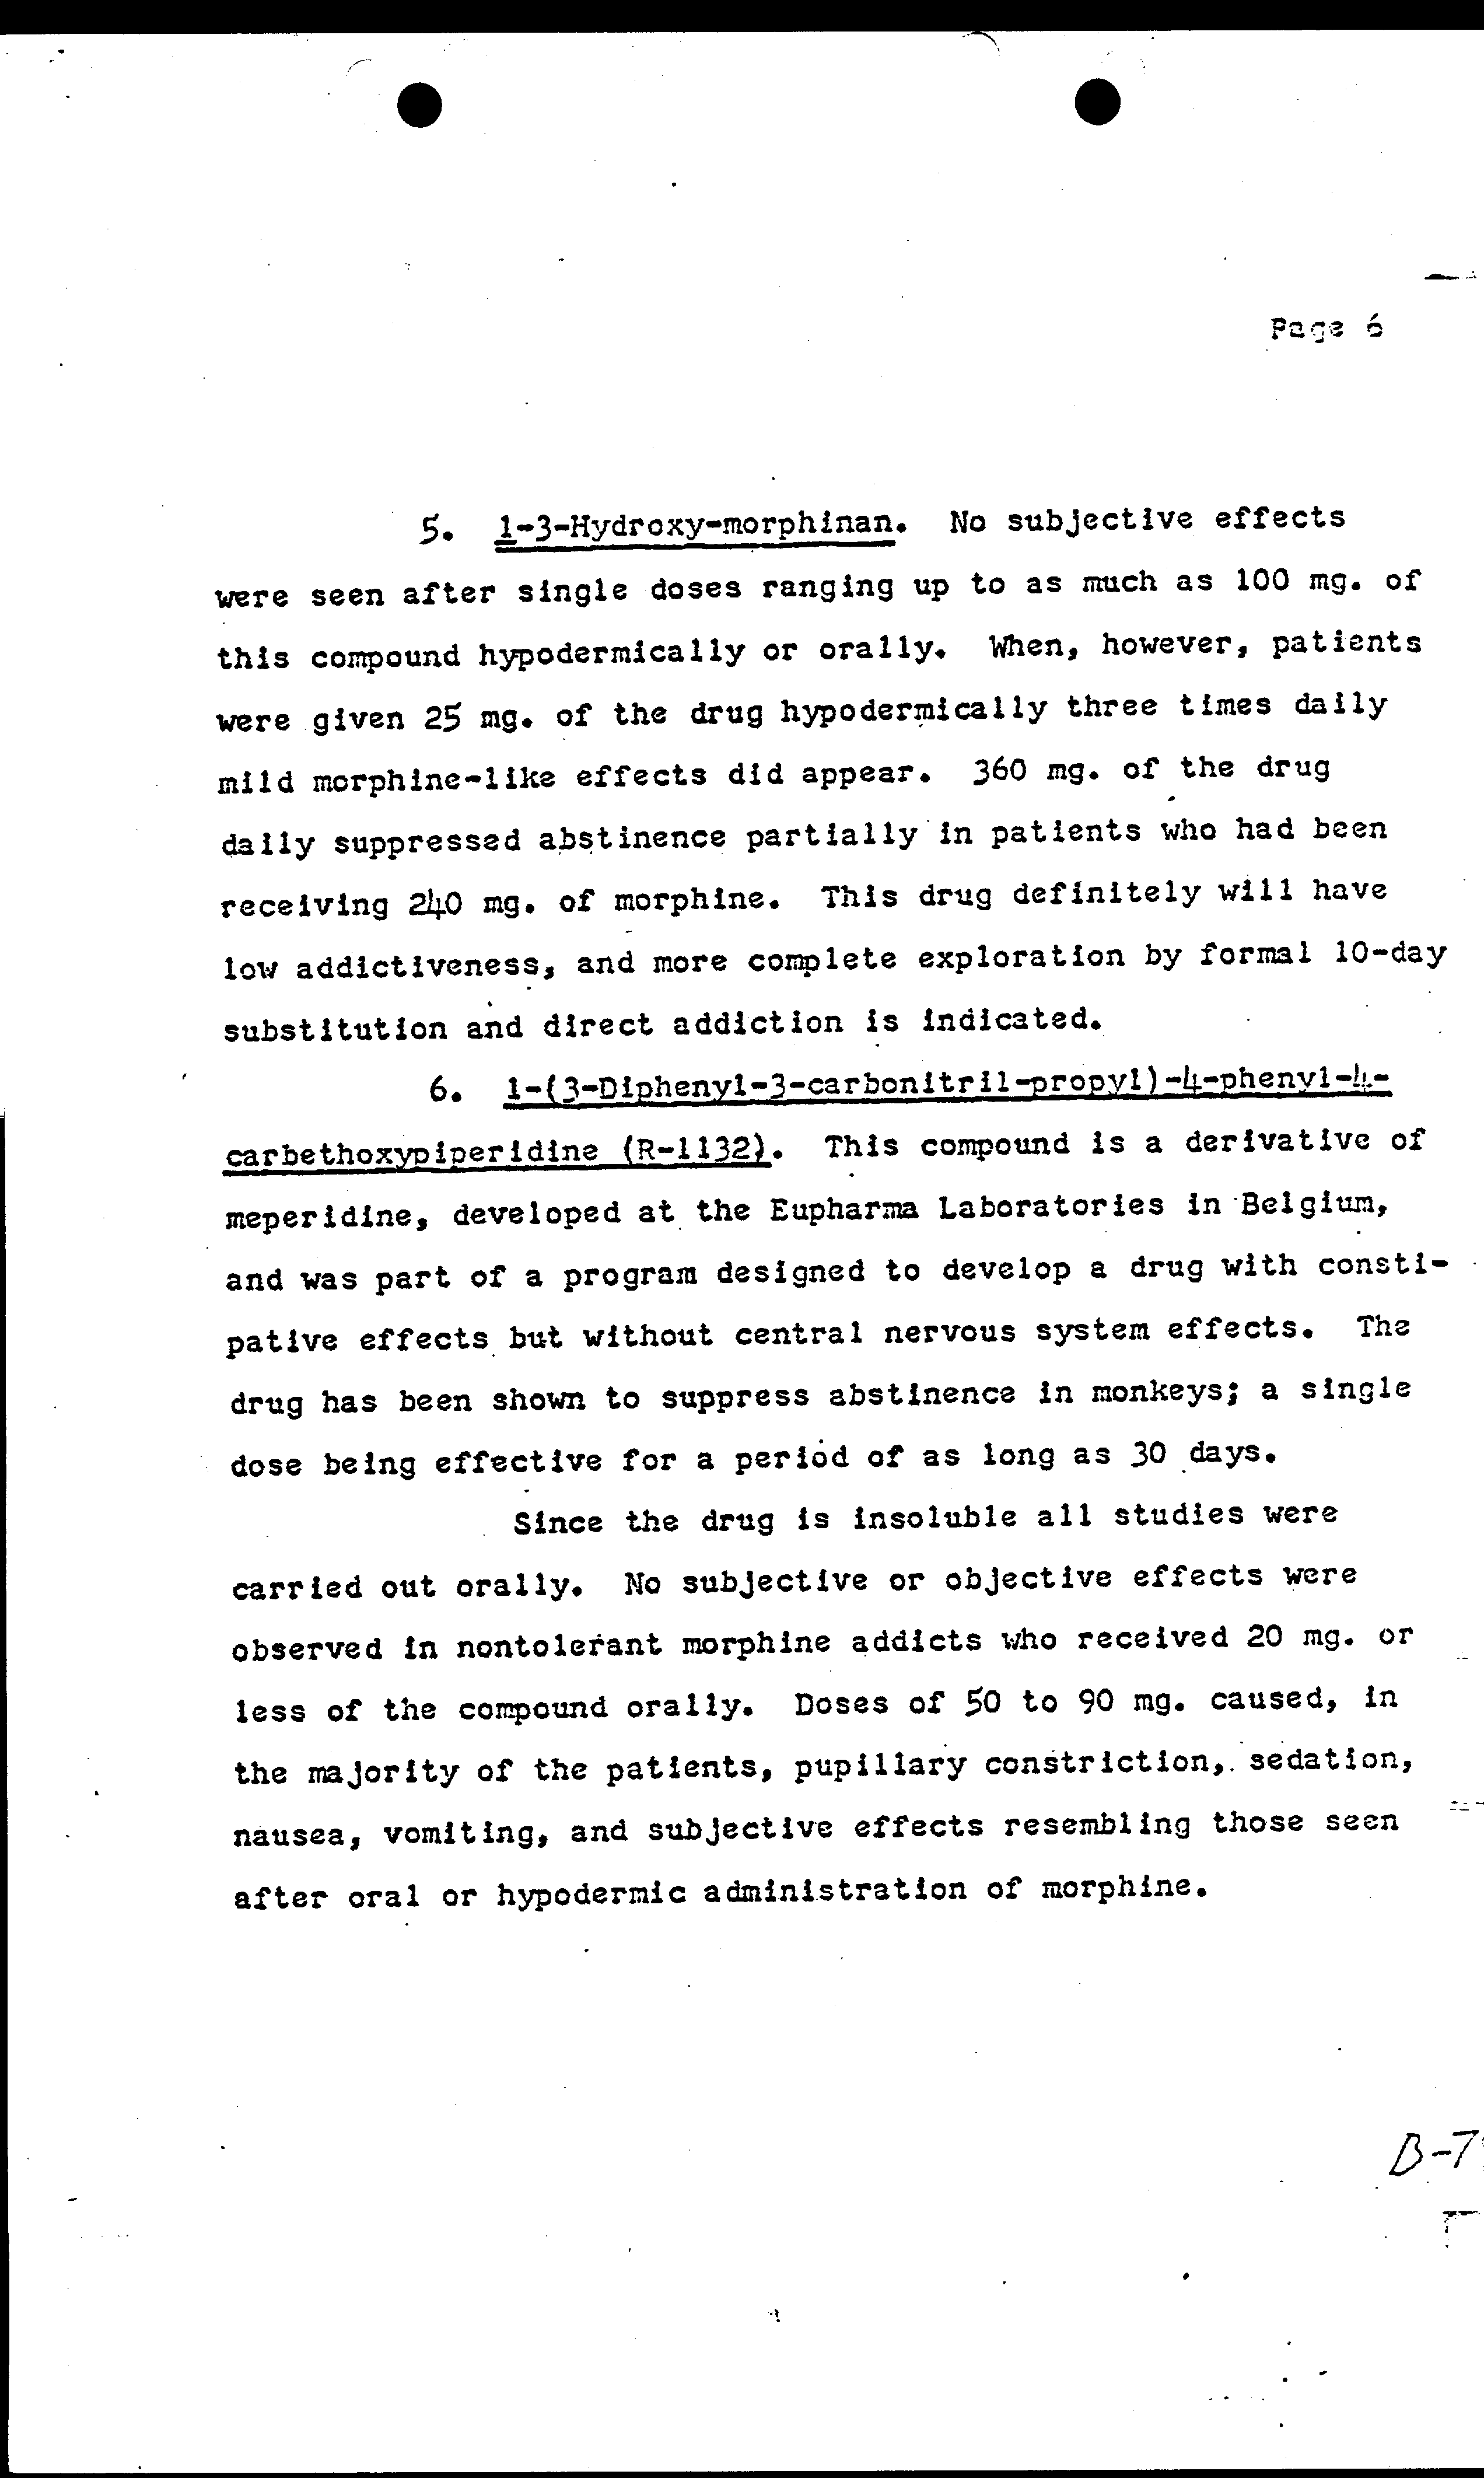 Page 6
5. 1-3-Hydroxy-morphinan. No subjective effects
were seen after single doses ranging up to as much as 100 mg. of
this compound hypodermically or orally. When, however, patients
were given 25 mg. of the drug hypodermically three times daily
mild morphine-like effects did appear. 360 mg. of the drug
daily suppressed abstinence partially in patients who had been
receiving 240 mg. of morphine. This drug definitely will have
low addictiveness, and more complete exploration by formal 10-day
substitution and direct addiction is indicated.
6. 1-(3-Diphenyl-3-carbonitril-propyl)-4-phenyl-4-
carbethoxypiperidine (R-1132). This compound is a derivative of
meperidine, developed at the Eupharma Laboratories in Belgium,
and was part of a program designed to develop a drug with consti-
pative effects but without central nervous system effects. The
drug has been shown to suppress abstinence in monkeys; a single
dose being effective for a period of as long as 30 days.
Since the drug is insoluble all studies were
carried out orally. No subjective or objective effects were
observed in nontolerant morphine addicts who received 20 mg. or
less of the compound orally. Doses of 50 to 90 mg. caused, in
the majority of the patients, pupillary constriction, sedation,
nausea, vomiting, and subjective effects resembling those seen
after oral or hypodermic administration of morphine.
B-7